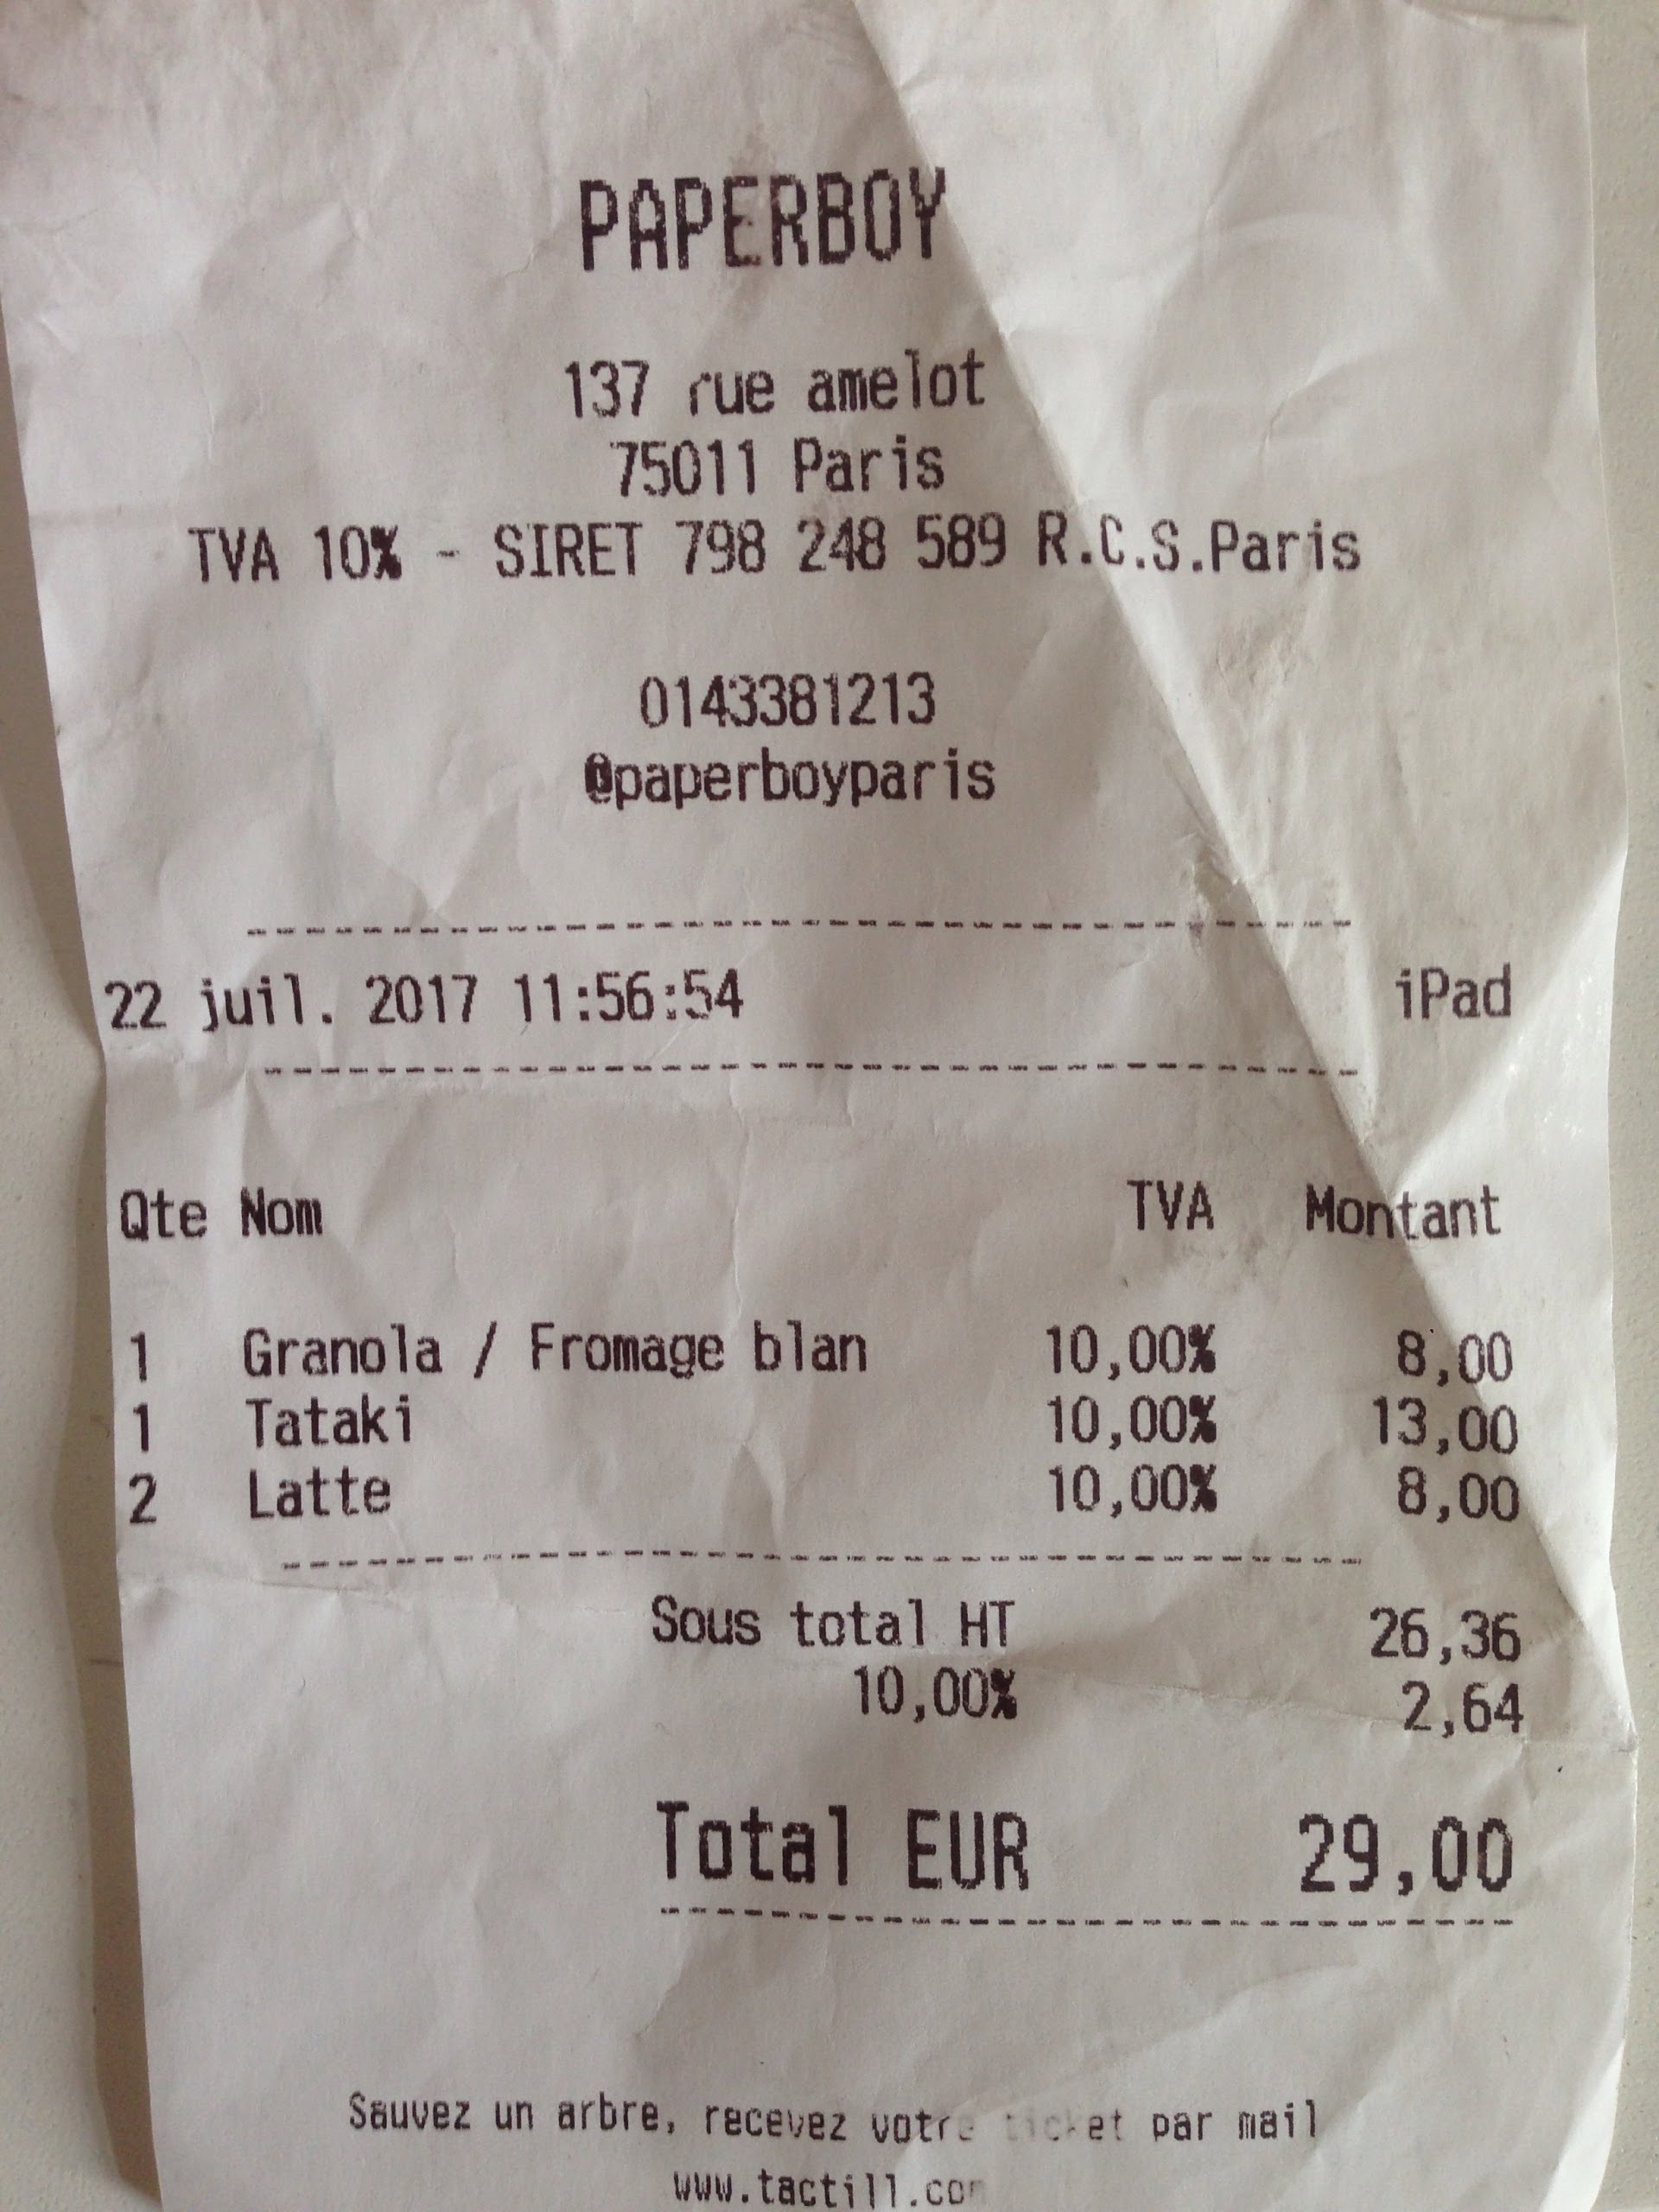 PAPERBOY
137 rue amelot
75011 Paris
TVA 10% - SIRET 798 248 589 R.C.S.Paris
0143381213
@paperboyparis
22 juil. 2017 11:56:54 iPad
Qte Nom TVA Montant
1 Granola / Fromage blan 10,00% 8,00
1 Tataki 10,00% 13,00
2 Latte 10,00% 8,00
Sous total HT 26,36
10,00% 2,64
Total EUR 29,00
Sauvez un arbre, recevez votre ticket par mail
www.tactill.com